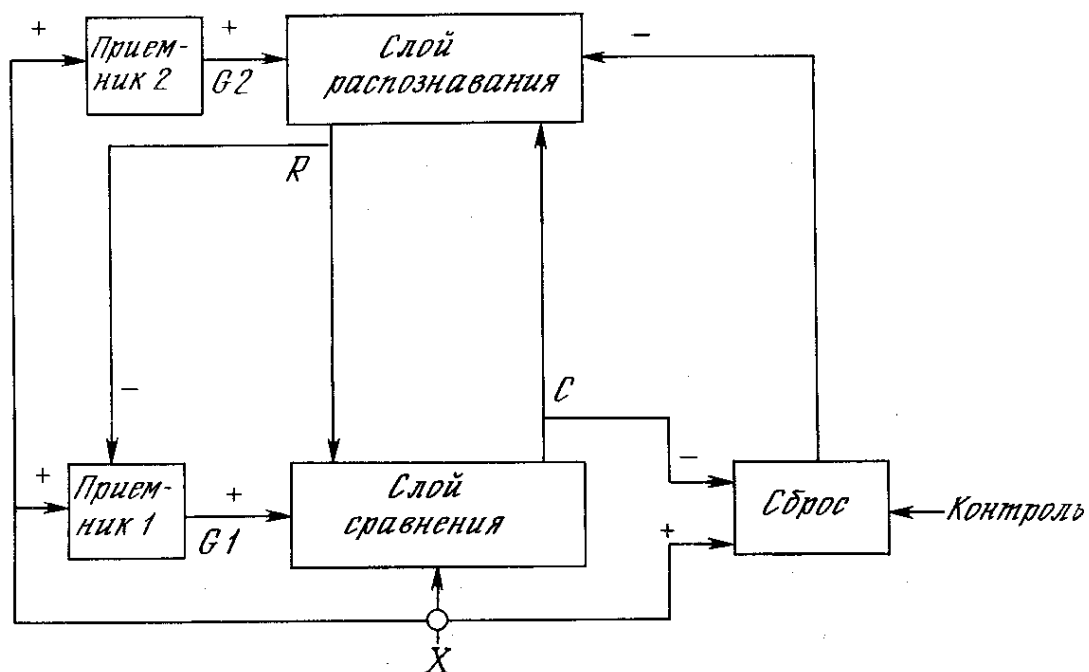 +
Прием-
ник 2
+
G2
Слой
распознавания
−
R
−
C
+
Прием-
ник 1
+
G1
Слой
сравнения
−
+
Сброс
Контроль
X